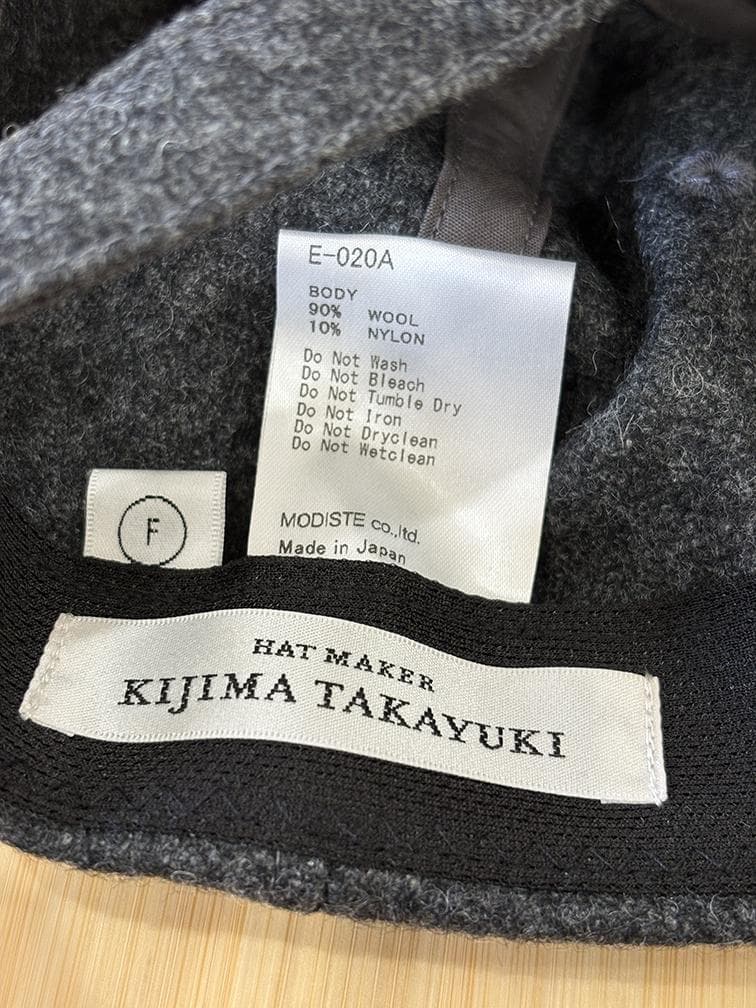 E-020A
BODY
90% WOOL
10% NYLON
Do Not Wash
Do Not Bleach
Do Not Tumble Dry
Do Not Iron
Do Not Dryclean
Do Not Wetclean
MODISTE co.,ltd.
Made in Japan
F
HAT MAKER
KIJIMA TAKAYUKI